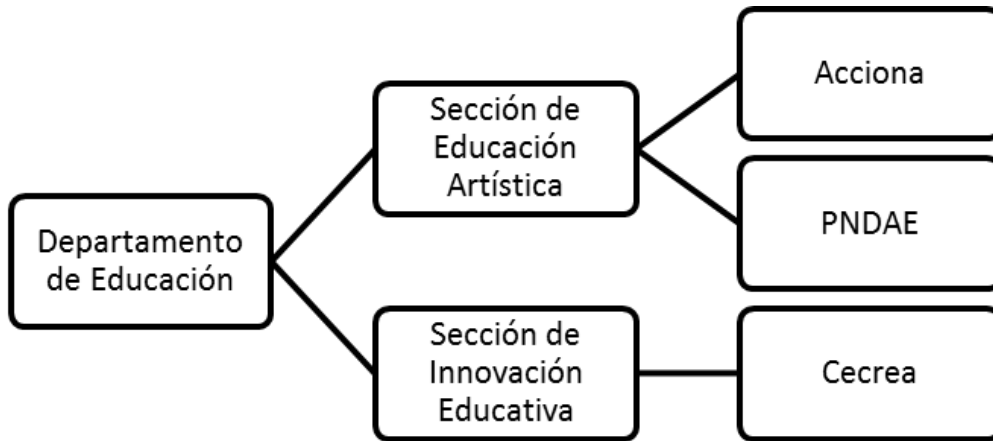 Departamento
de Educación
Sección de
Educación
Artística
Acciona
PNDAE
Sección de
Innovación
Educativa
Cecrea